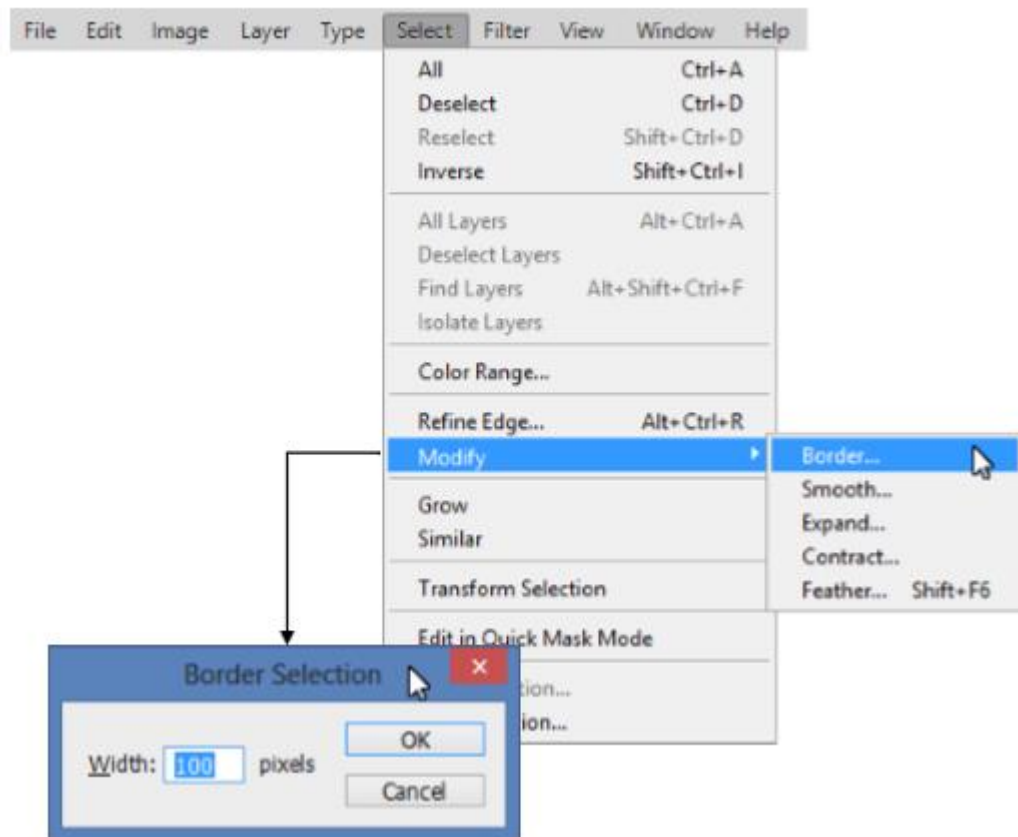 File Edit Image Layer Type Select Filter View Window Help
All Ctrl+A
Deselect Ctrl+D
Reselect Shift+Ctrl+D
Inverse Shift+Ctrl+I
All Layers Alt+Ctrl+A
Deselect Layers
Find Layers Alt+Shift+Ctrl+F
Isolate Layers
Color Range...
Refine Edge... Alt+Ctrl+R
Modify
Border...
Smooth...
Expand...
Contract...
Feather... Shift+F6
Grow
Similar
Transform Selection
Edit in Quick Mask Mode
Border Selection
Width: 100 pixels
OK
Cancel